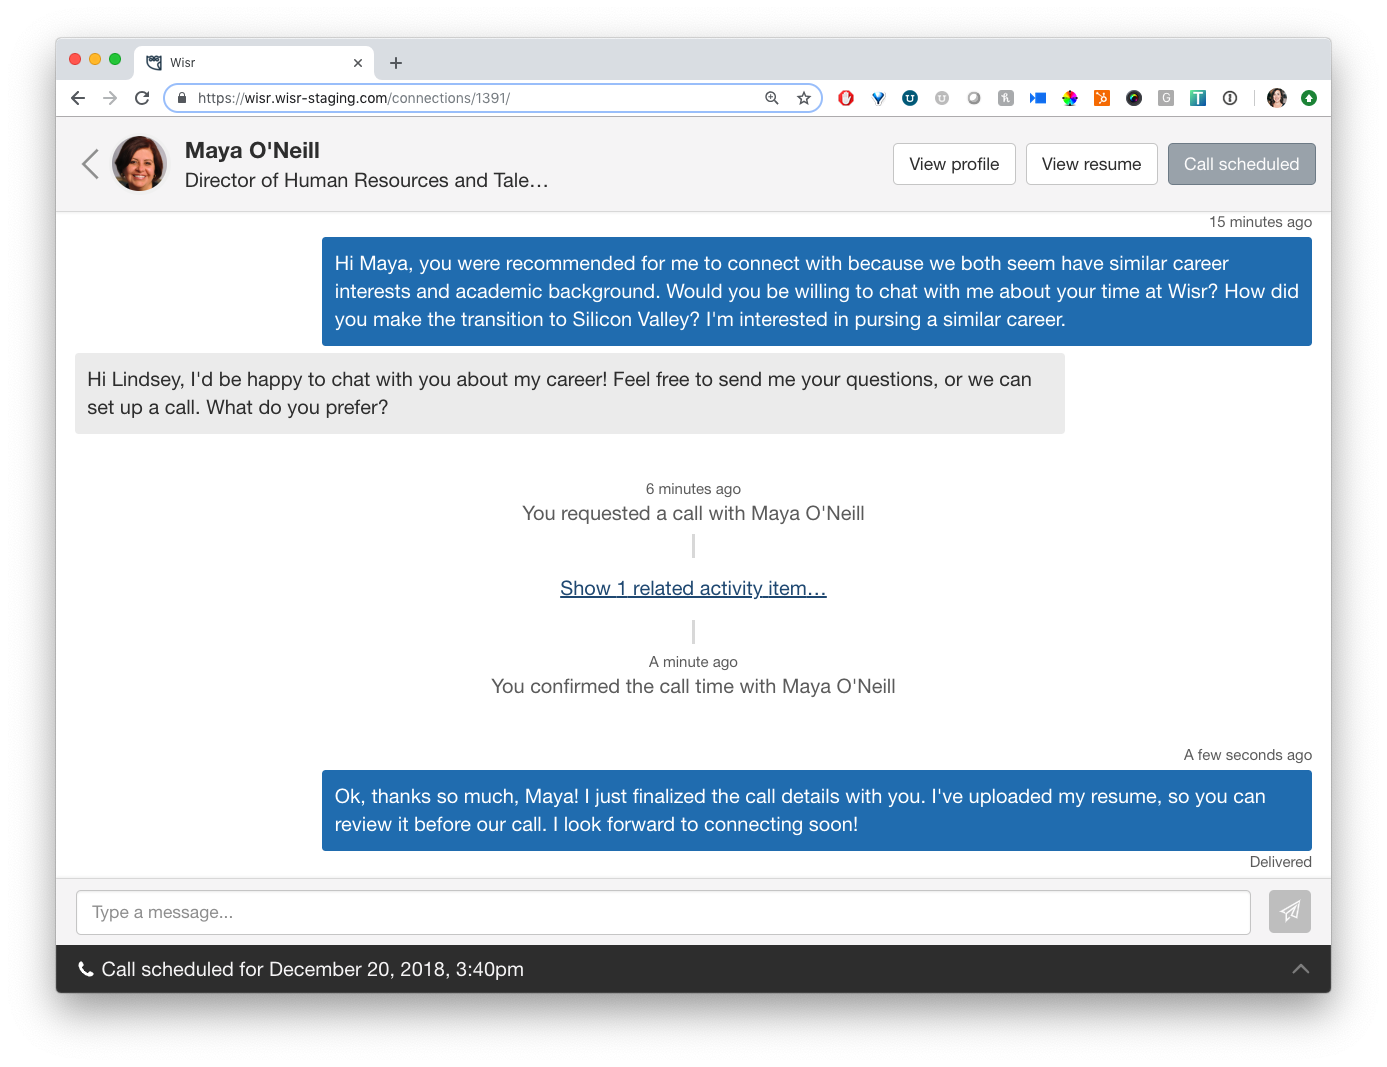 Wisr
https://wisr.wisr-staging.com/connections/1391/
Maya O'Neill
Director of Human Resources and Tale…
View profile
View resume
Call scheduled
15 minutes ago
Hi Maya, you were recommended for me to connect with because we both seem have similar career
interests and academic background. Would you be willing to chat with me about your time at Wisr? How did
you make the transition to Silicon Valley? I'm interested in pursing a similar career.
Hi Lindsey, I'd be happy to chat with you about my career! Feel free to send me your questions, or we can
set up a call. What do you prefer?
6 minutes ago
You requested a call with Maya O'Neill
Show 1 related activity item…
A minute ago
You confirmed the call time with Maya O'Neill
A few seconds ago
Ok, thanks so much, Maya! I just finalized the call details with you. I've uploaded my resume, so you can
review it before our call. I look forward to connecting soon!
Delivered
Type a message...
Call scheduled for December 20, 2018, 3:40pm